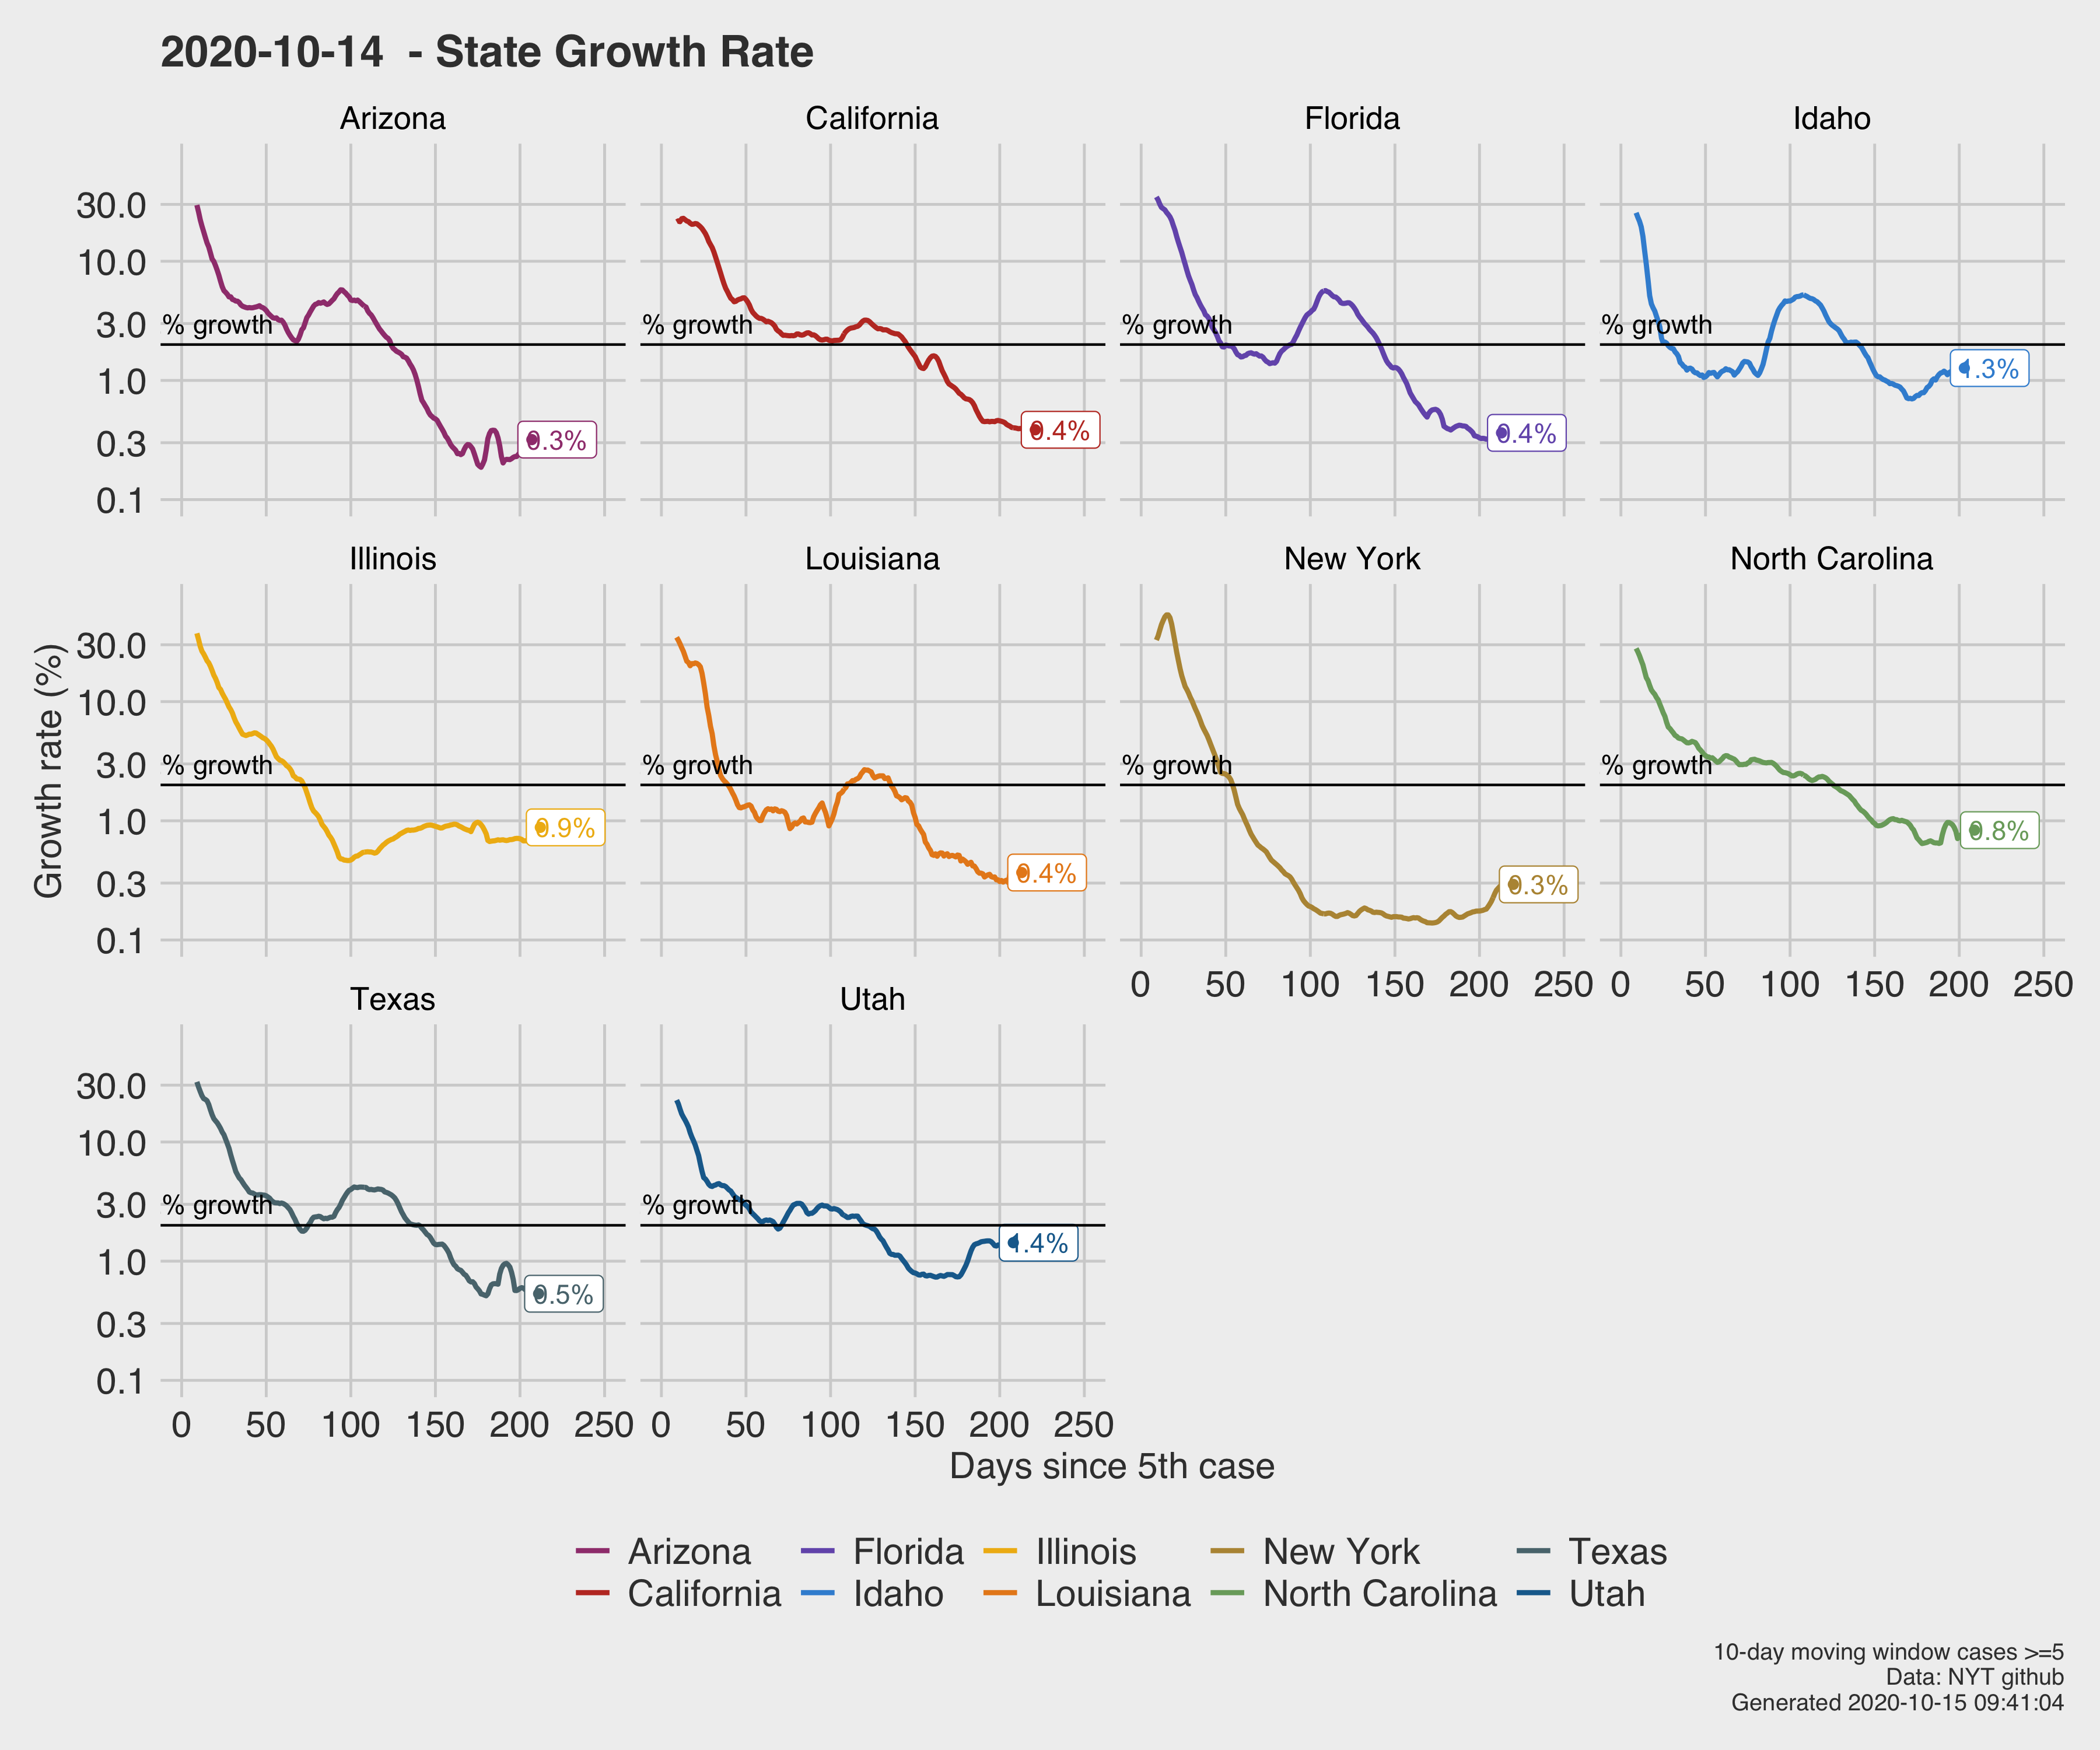 2020-10-14  - State Growth Rate
Arizona California Florida Idaho
30.0
10.0
3.0
1.0
0.3
0.1
% growth % growth % growth % growth
0.3% 0.4% 0.4% 1.3%
Illinois Louisiana New York North Carolina
Growth rate (%)
30.0
10.0
3.0
1.0
0.3
0.1
% growth % growth % growth % growth
0.9% 0.4% 0.3% 0.8%
0 50 100 150 200 250 0 50 100 150 200 250
Texas Utah
30.0
10.0
3.0
1.0
0.3
0.1
% growth % growth
0.5% 1.4%
0 50 100 150 200 250 0 50 100 150 200 250
Days since 5th case
Arizona Florida Illinois New York Texas
California Idaho Louisiana North Carolina Utah
10-day moving window cases >=5
Data: NYT github
Generated 2020-10-15 09:41:04